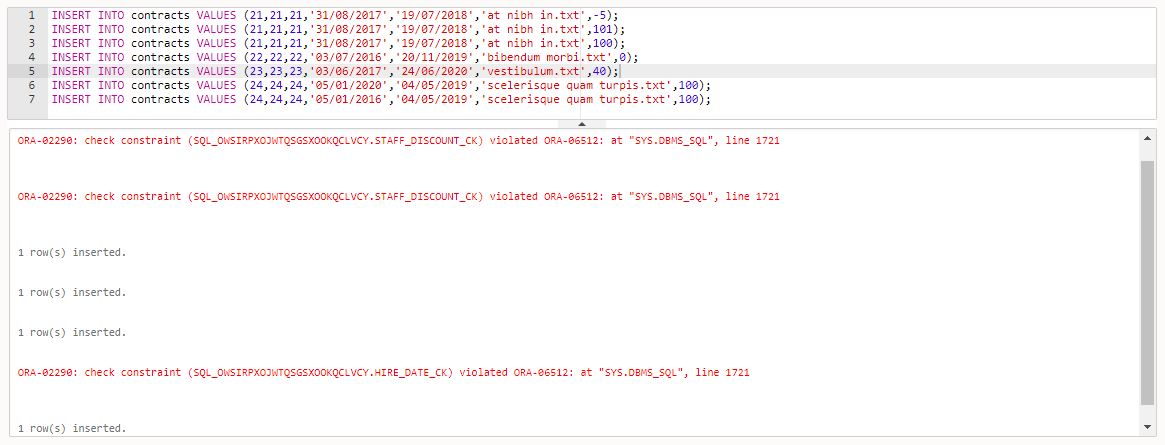 1 INSERT INTO contracts VALUES (21,21,21,'31/08/2017','19/07/2018','at nibh in.txt',-5);
2 INSERT INTO contracts VALUES (21,21,21,'31/08/2017','19/07/2018','at nibh in.txt',101);
3 INSERT INTO contracts VALUES (21,21,21,'31/08/2017','19/07/2018','at nibh in.txt',100);
4 INSERT INTO contracts VALUES (22,22,22,'03/07/2016','20/11/2019','bibendum morbi.txt',0);
5 INSERT INTO contracts VALUES (23,23,23,'03/06/2017','24/06/2020','vestibulum.txt',40);
6 INSERT INTO contracts VALUES (24,24,24,'05/01/2020','04/05/2019','scelerisque quam turpis.txt',100);
7 INSERT INTO contracts VALUES (24,24,24,'05/01/2016','04/05/2019','scelerisque quam turpis.txt',100);
ORA-02290: check constraint (SQL_OWSIRPXOJWTQSGSXOOKQCLVCY.STAFF_DISCOUNT_CK) violated ORA-06512: at "SYS.DBMS_SQL", line 1721
ORA-02290: check constraint (SQL_OWSIRPXOJWTQSGSXOOKQCLVCY.STAFF_DISCOUNT_CK) violated ORA-06512: at "SYS.DBMS_SQL", line 1721
1 row(s) inserted.
1 row(s) inserted.
1 row(s) inserted.
ORA-02290: check constraint (SQL_OWSIRPXOJWTQSGSXOOKQCLVCY.HIRE_DATE_CK) violated ORA-06512: at "SYS.DBMS_SQL", line 1721
1 row(s) inserted.